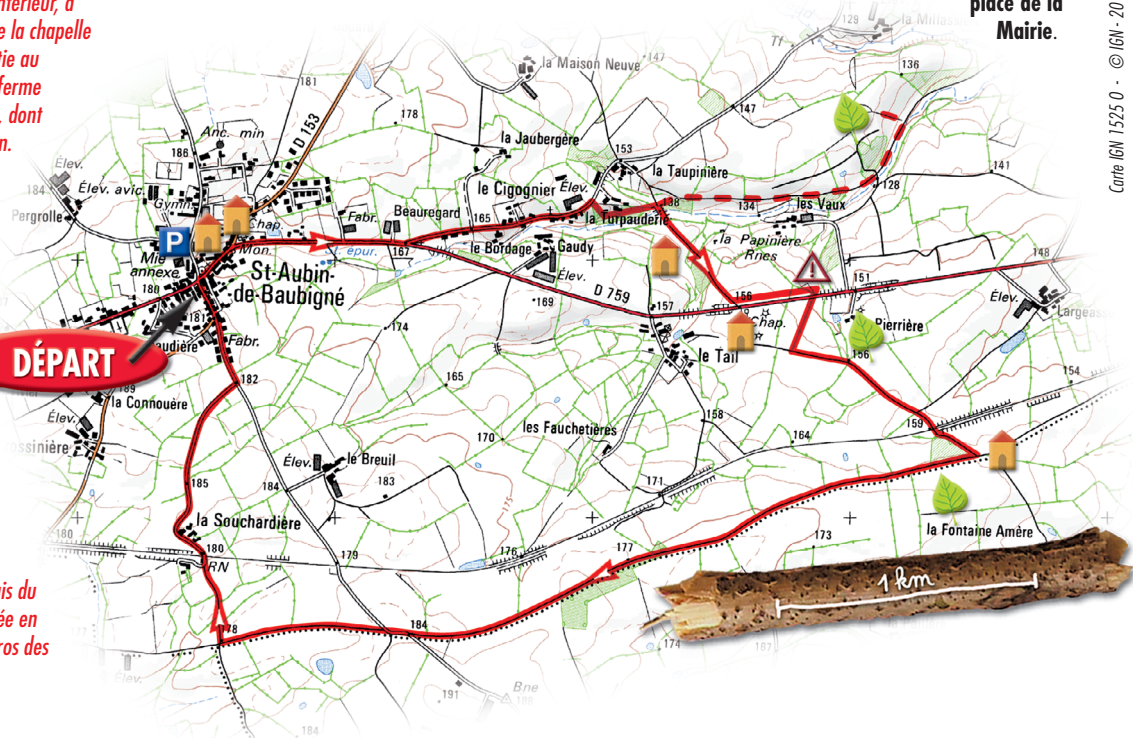 ntérieur, à
e la chapelle
tie au
ferme
, dont
n.
place de la
Mairie.
Carte IGN 1525 O - © IGN - 20
129
la Maison Neuve
147
136
181
178
D 153
Anc. min
186
Élev.
184
Élev. avic.
Gymn.
Pergrolle
Chap.
Mon.
P
Mie
annexe
180
181
St-Aubin-
de-Baubigné
Fabr.
Beauregard
167
la Jaubergère
le Cigognier
Élev.
165
153
147
la Taupinière
138
la Turpauderie
134
128
141
les Vaux
la Papinière
Rnes
le Bordage
Gaudy
Élev.
169
D 759
157
156
151
148
Élev.
Chap.
Pierrière
156
le Tail
DÉPART
audière
Fabr.
182
189
la Connouère
Élev.
ssinière
174
165
170
175
les Fauchetières
158
164
159
154
171
Élev.
le Breuil
183
184
185
la Souchardière
180
180
RN
179
176
177
173
la Fontaine Amère
1 km
178
184
174
191
Bne
188
184
Élev.
is du
ée en
ros des